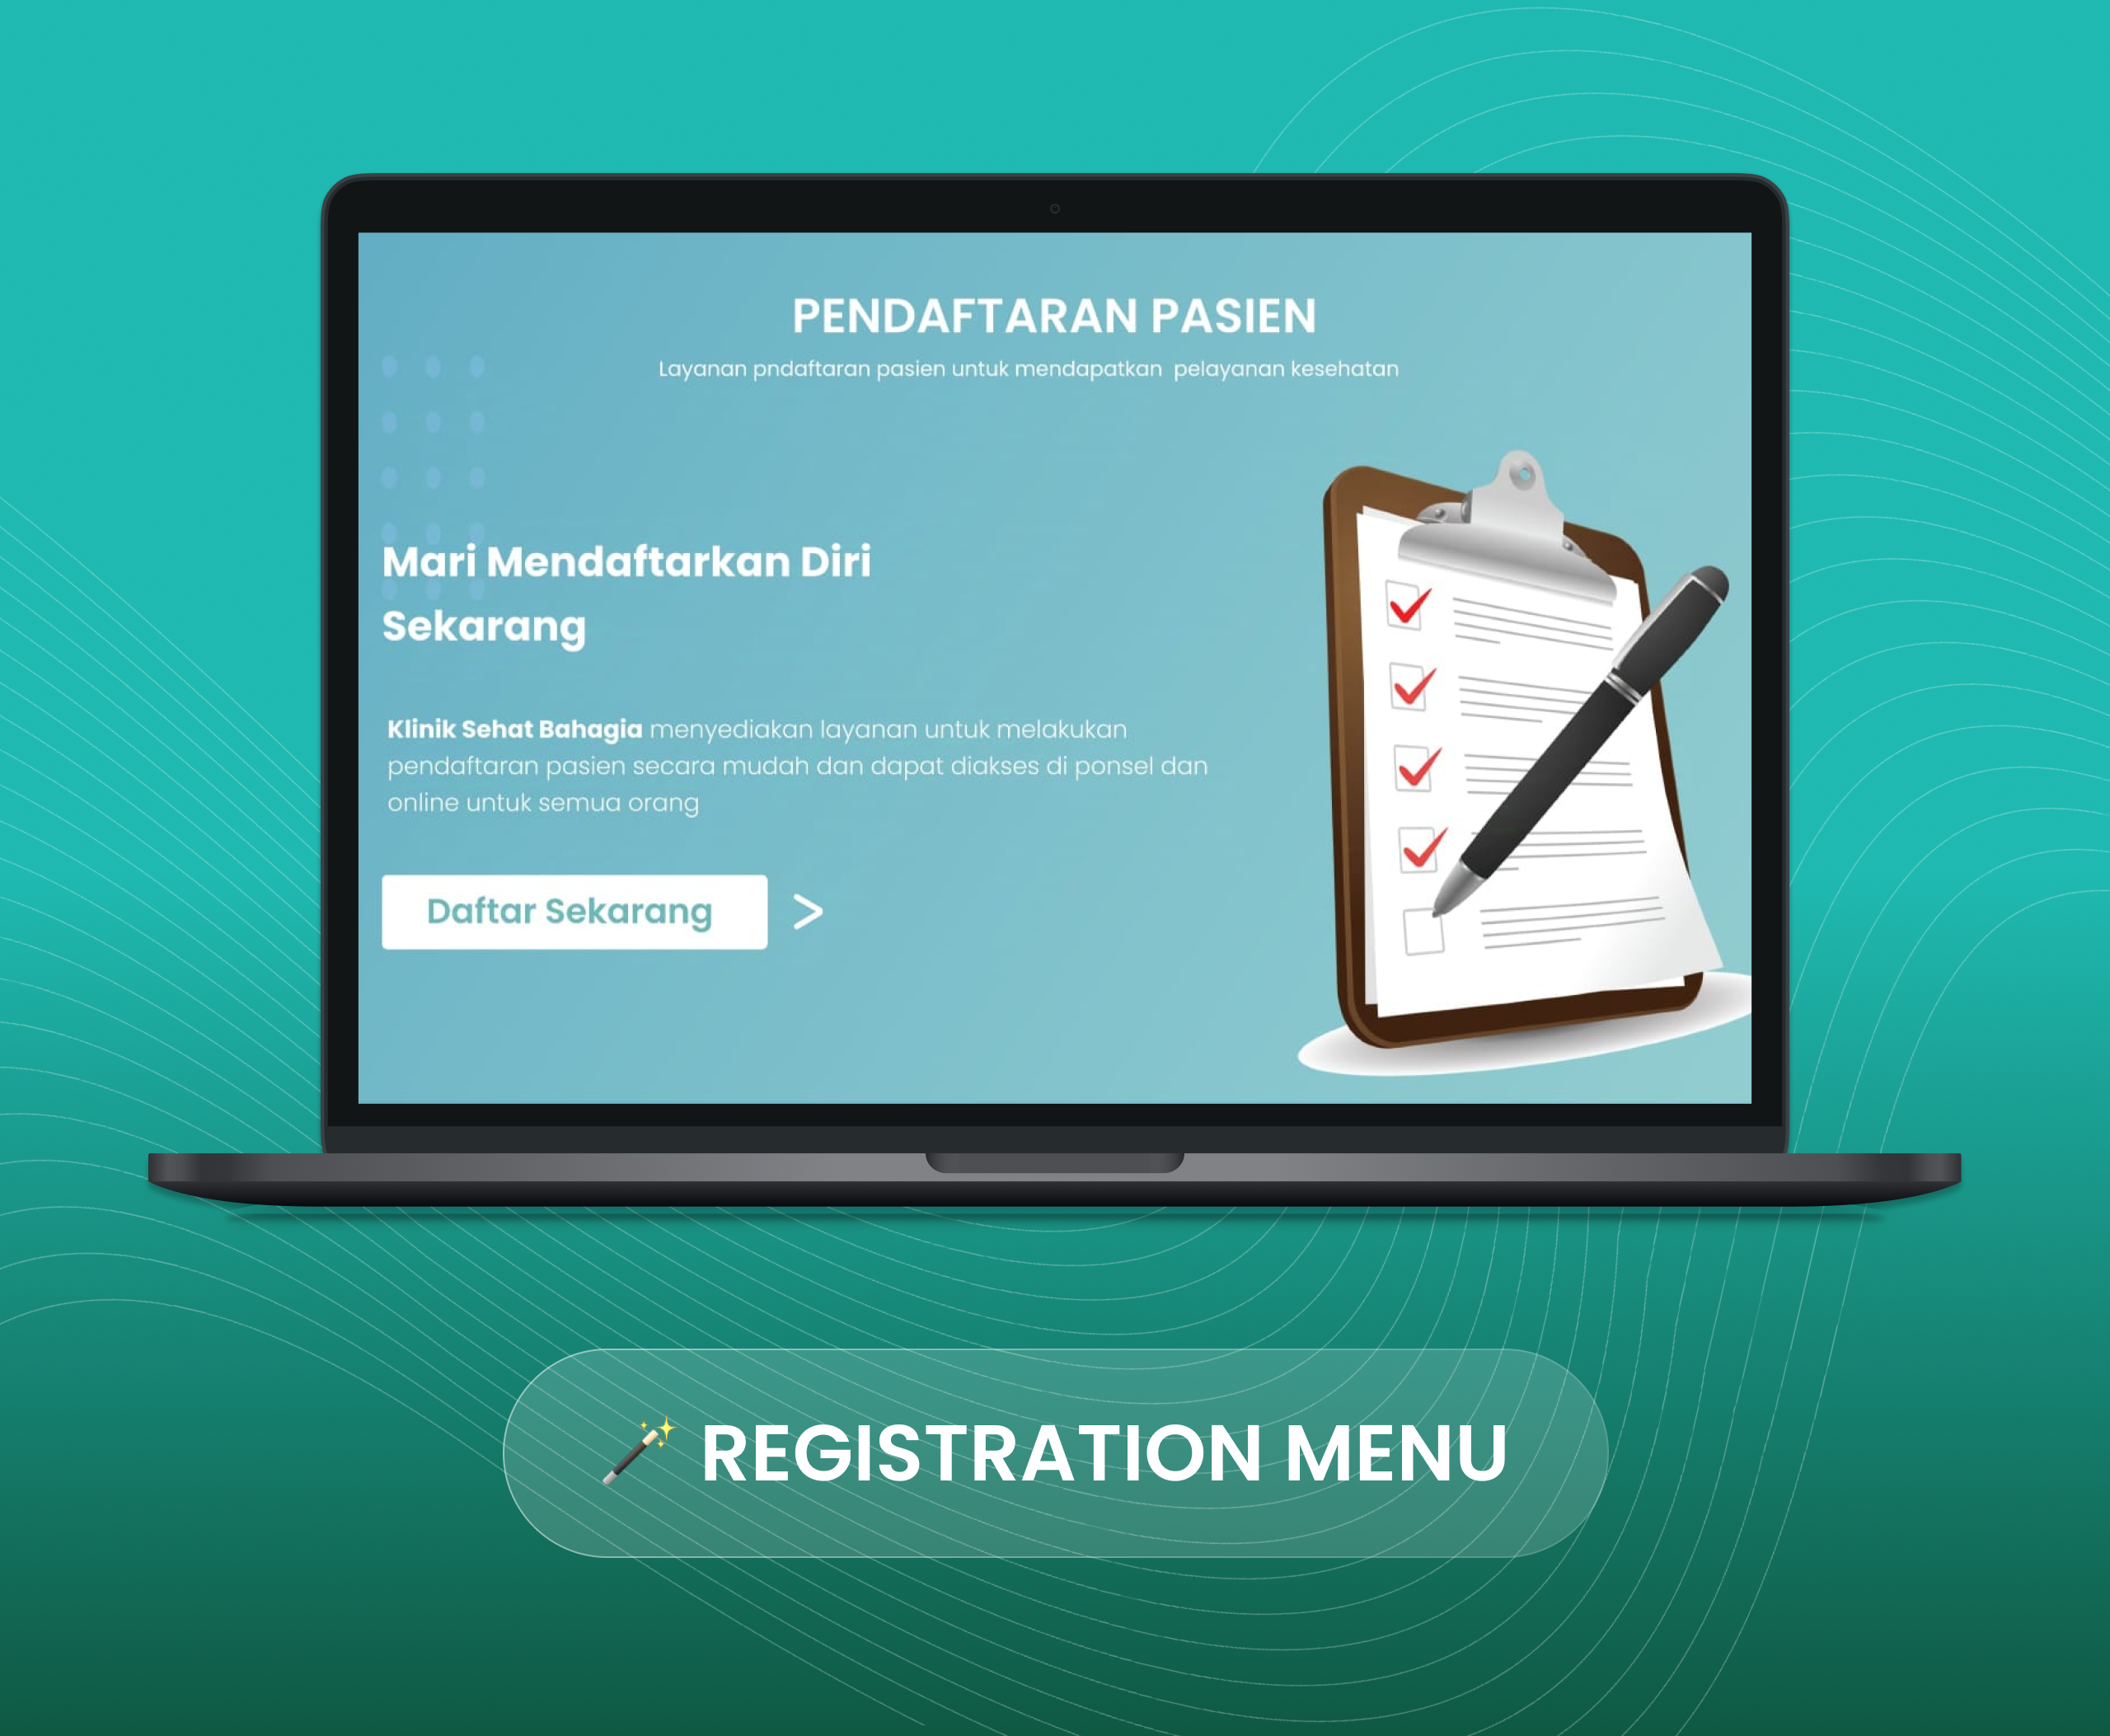 PENDAFTARAN PASIEN
Layanan pndaftaran pasien untuk mendapatkan pelayanan kesehatan
Mari Mendaftarkan Diri
Sekarang
Klinik Sehat Bahagia menyediakan layanan untuk melakukan
pendaftaran pasien secara mudah dan dapat diakses di ponsel dan
online untuk semua orang
Daftar Sekarang >
🪄 REGISTRATION MENU